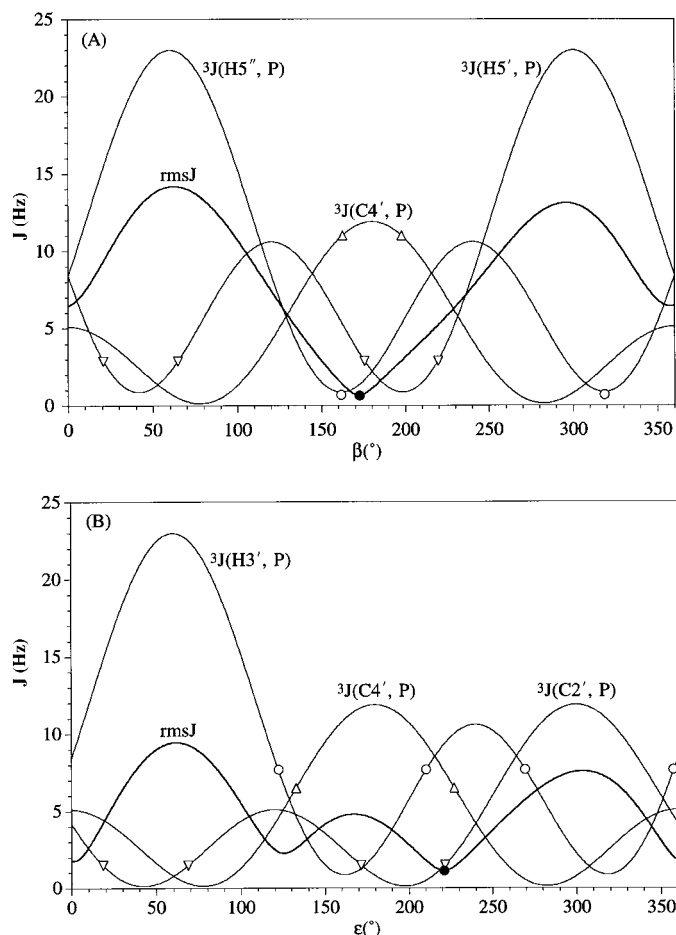 (A)
25
20
15
10
5
0
J (Hz)
³J(H5″, P)
³J(H5′, P)
rmsJ
³J(C4′, P)
0 50 100 150 200 250 300 350
β(°)
(B)
25
20
15
10
5
0
J (Hz)
³J(H3′, P)
rmsJ
³J(C4′, P)
³J(C2′, P)
0 50 100 150 200 250 300 350
ε(°)